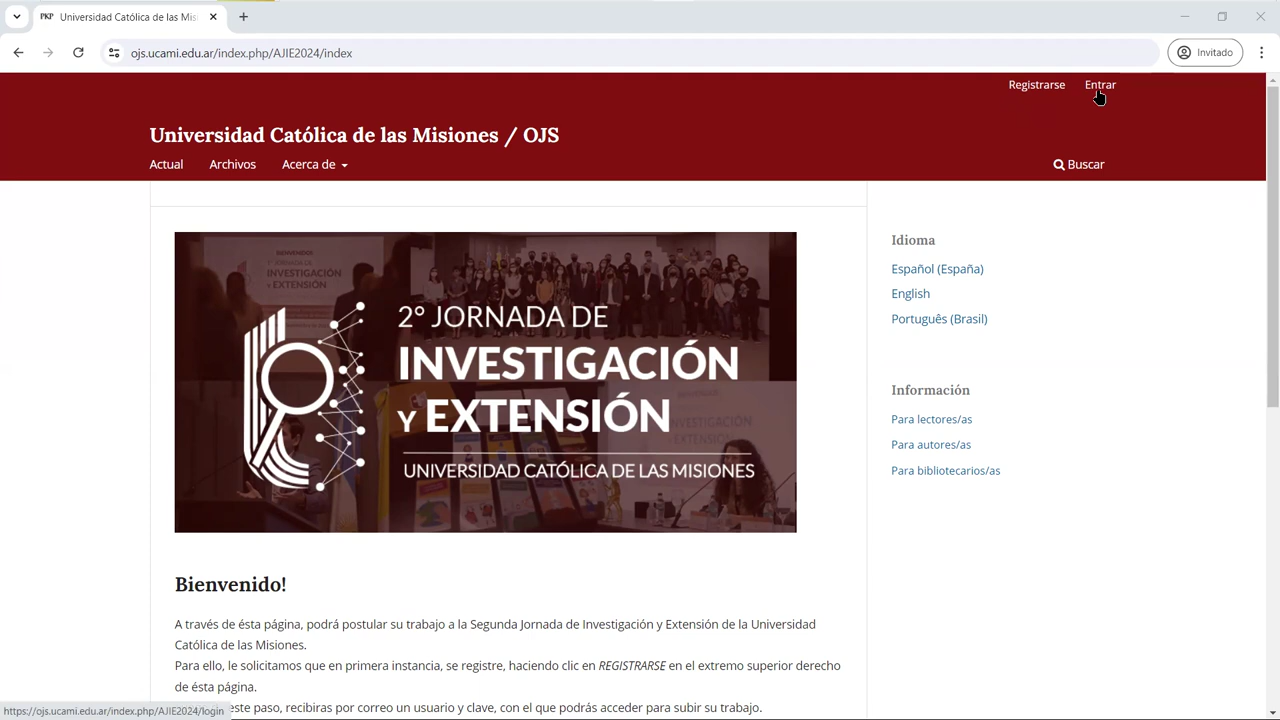 PKP Universidad Católica de las Mis
ojs.ucami.edu.ar/index.php/AJIE2024/index
Invitado
Registrarse Entrar
Universidad Católica de las Misiones / OJS
Actual Archivos Acerca de Buscar
BIENVENIDO!
INVESTIGACIÓN
Y EXTENSIÓN
2° JORNADA DE
INVESTIGACIÓN
Y EXTENSIÓN
UNIVERSIDAD CATÓLICA DE LAS MISIONES
Idioma
Español (España)
English
Português (Brasil)
Información
Para lectores/as
Para autores/as
Para bibliotecarios/as
Bienvenido!
A través de ésta página, podrá postular su trabajo a la Segunda Jornada de Investigación y Extensión de la Universidad
Católica de las Misiones.
Para ello, le solicitamos que en primera instancia, se registre, haciendo clic en REGISTRARSE en el extremo superior derecho
de ésta página.
este paso, recibiras por correo un usuario y clave, con el que podrás acceder para subir su trabajo.
https://ojs.ucami.edu.ar/index.php/AJIE2024/login